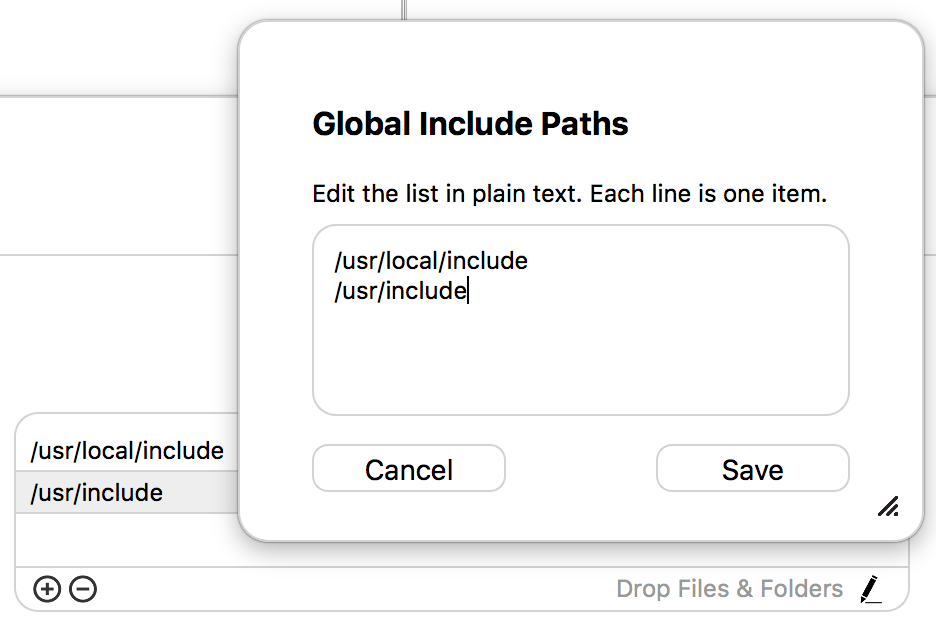 Global Include Paths
Edit the list in plain text. Each line is one item.
/usr/local/include
/usr/include
Cancel
Save
/usr/local/include
/usr/include
Drop Files & Folders